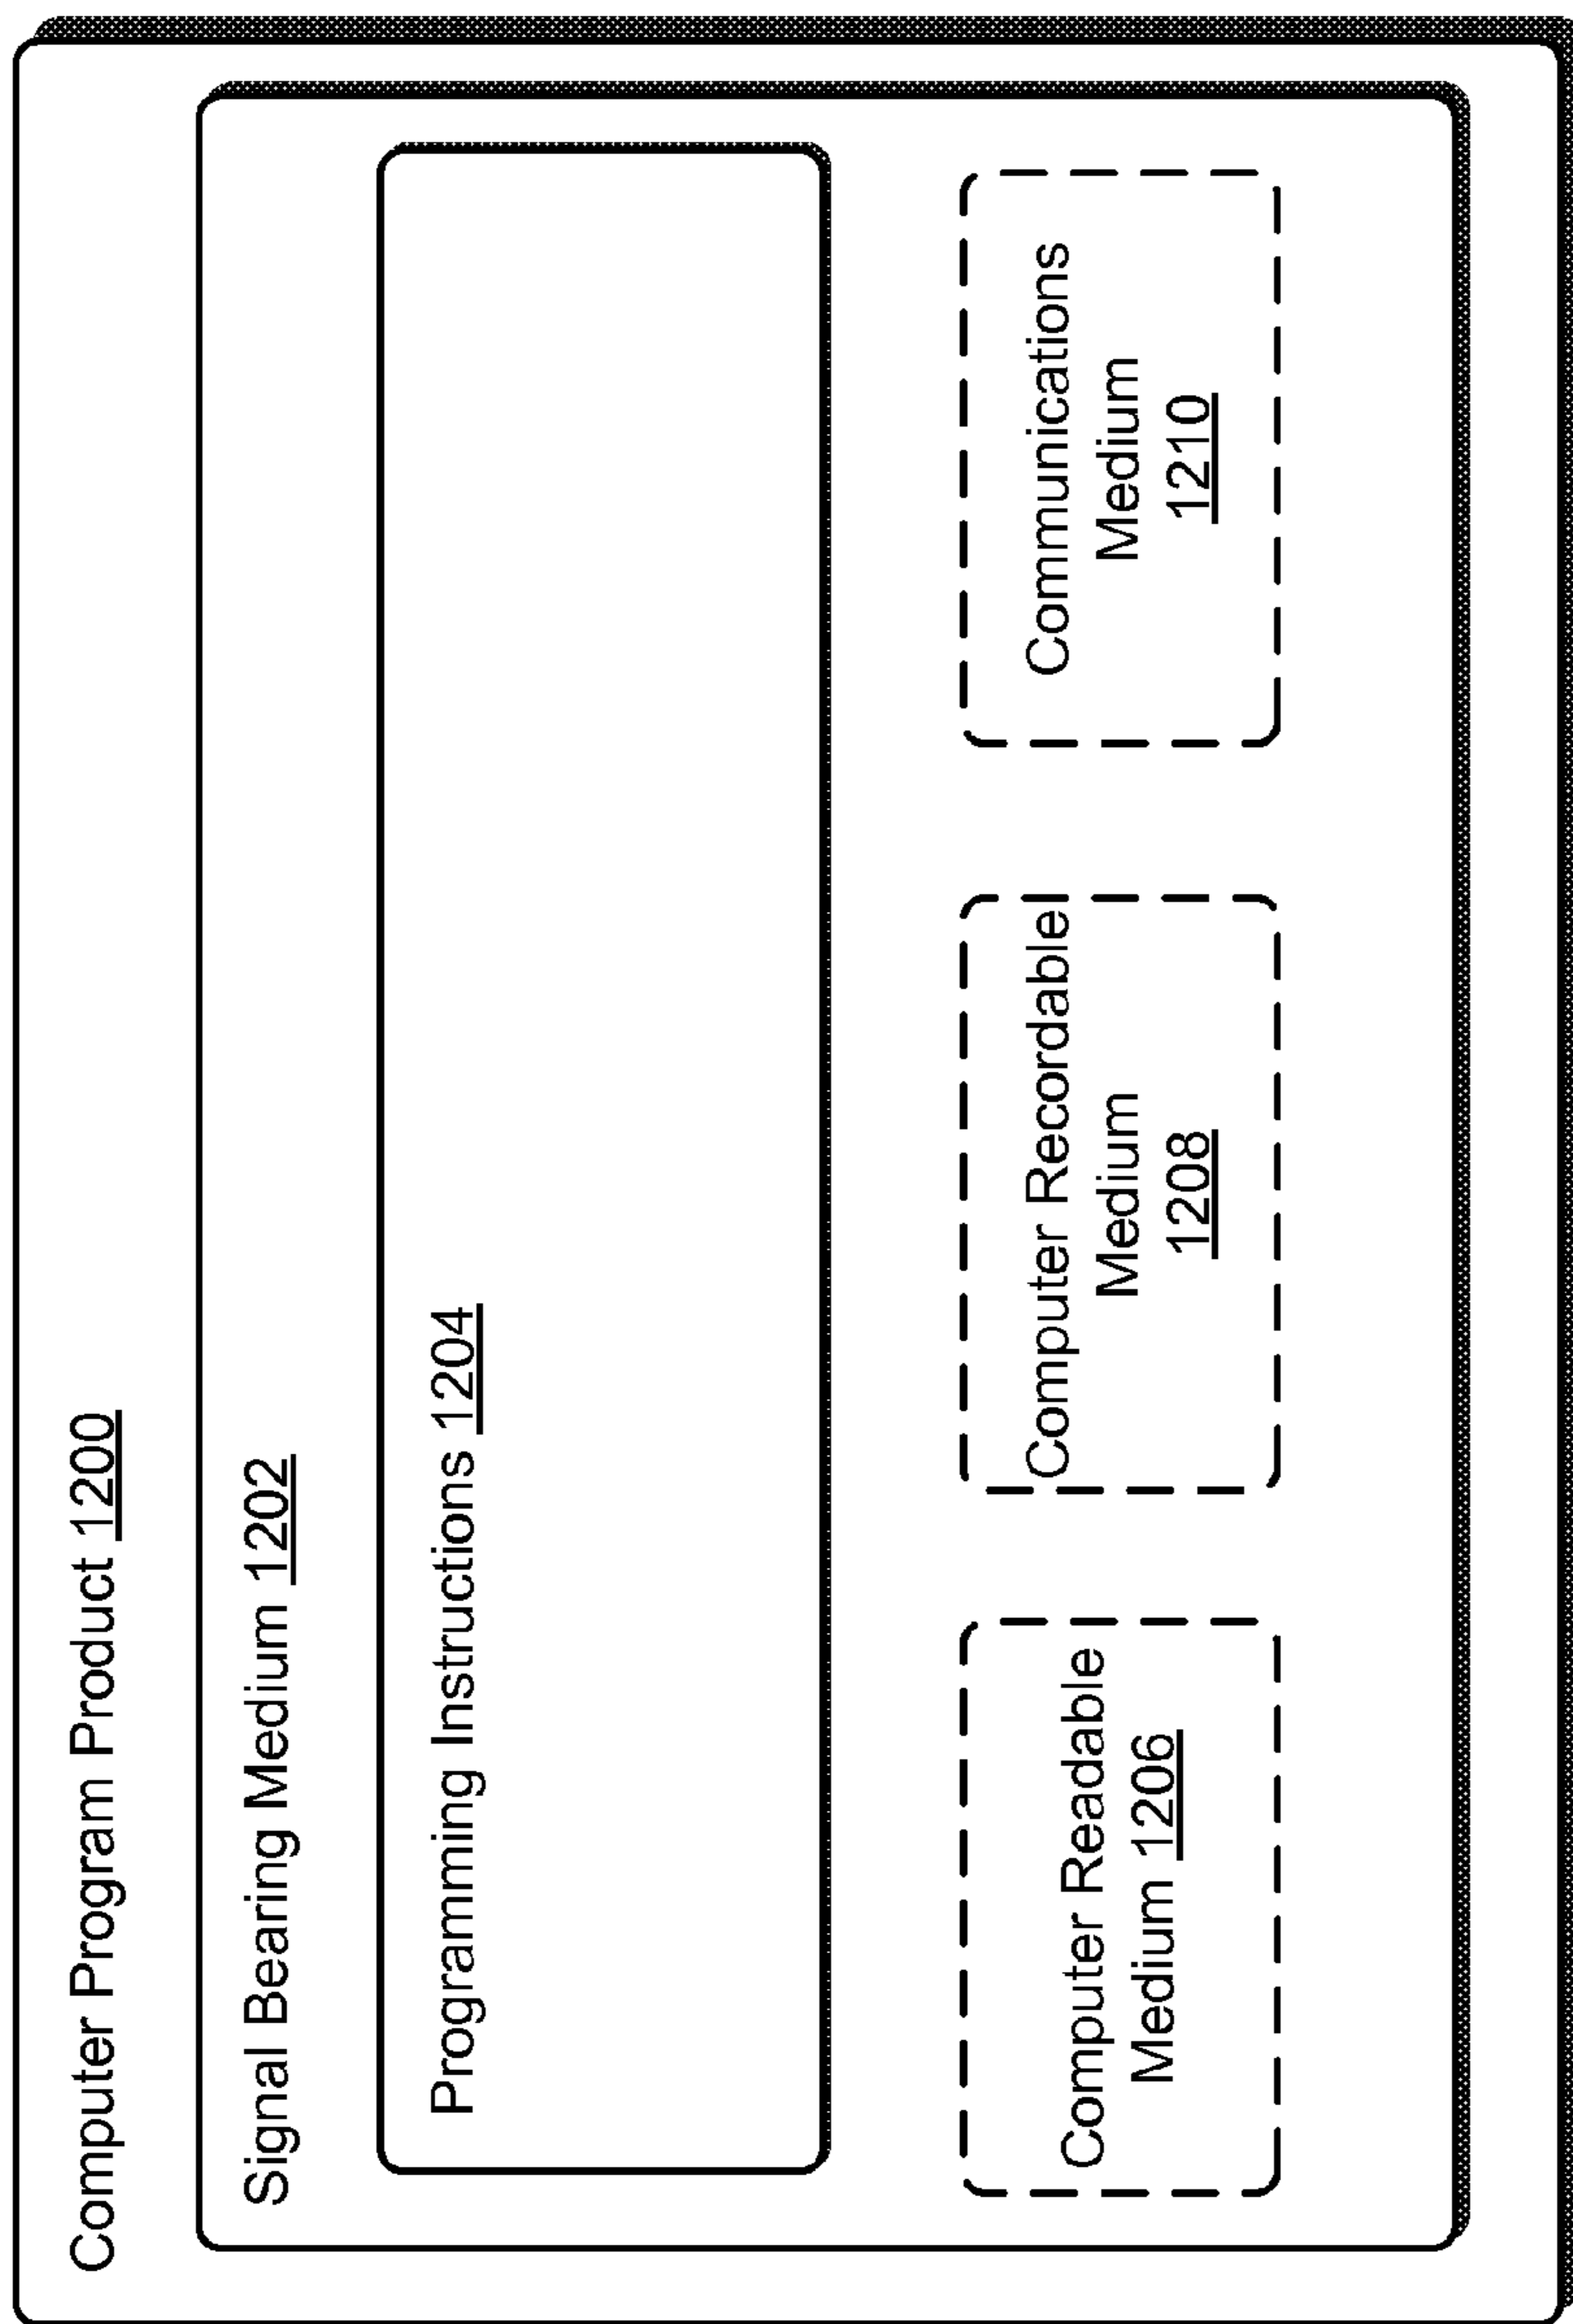 Computer Program Product 1200
Signal Bearing Medium 1202
Programming Instructions 1204
Computer Readable
Medium 1206
Computer Recordable
Medium
1208
Communications
Medium
1210